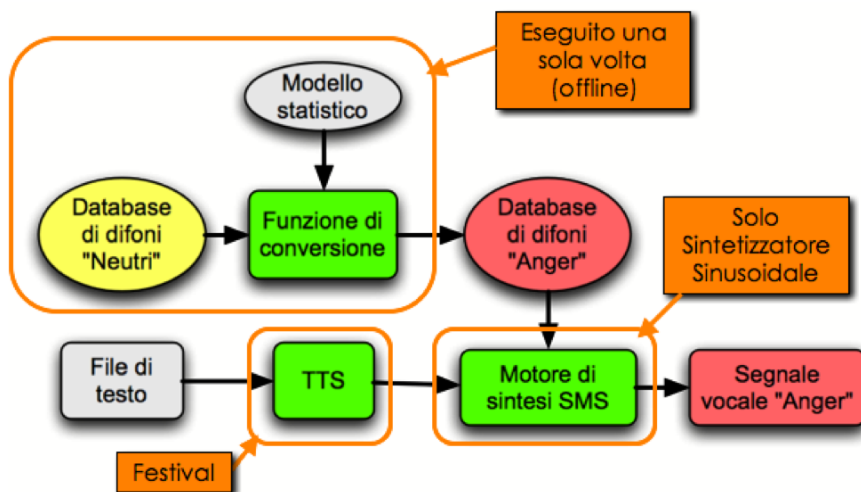 Eseguito una
sola volta
(offline)
Modello
statistico
Database
di difoni
"Neutri"
Funzione di
conversione
Database
di difoni
"Anger"
Solo
Sintetizzatore
Sinusoidale
File di
testo
TTS
Motore di
sintesi SMS
Segnale
vocale "Anger"
Festival